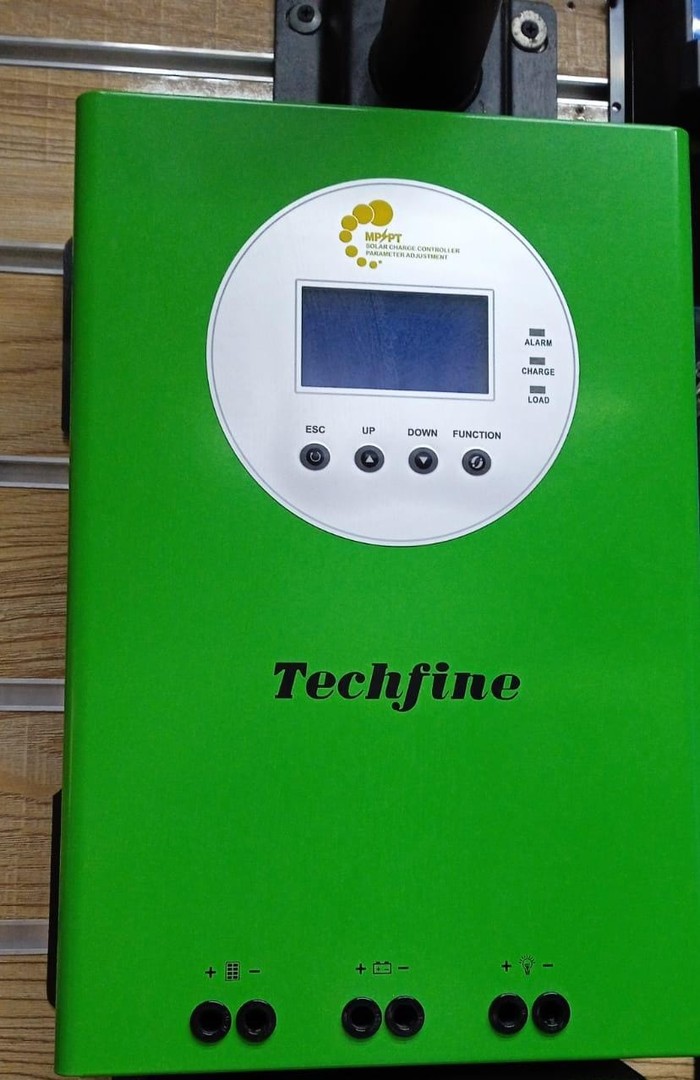 MPPT
SOLAR CHARGE CONTROLLER
PARAMETER ADJUSTMENT
ALARM
CHARGE
LOAD
ESC UP DOWN FUNCTION
Techfine
+ -
+ -
+ -